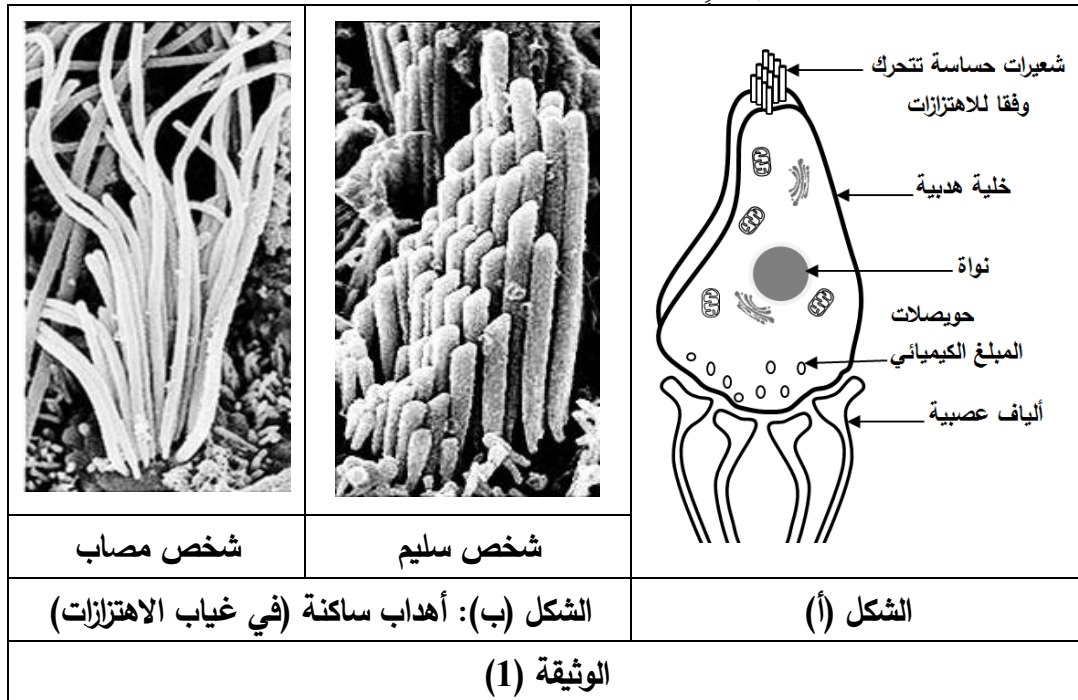 شعيرات حساسة تتحرك
وفقا للاهتزازات
خلية هدبية
نواة
حويصلات
المبلغ الكيميائي
ألياف عصبية
شخص سليم
شخص مصاب
الشكل (أ)
الشكل (ب): أهداب ساكنة (في غياب الاهتزازات)
الوثيقة (1)